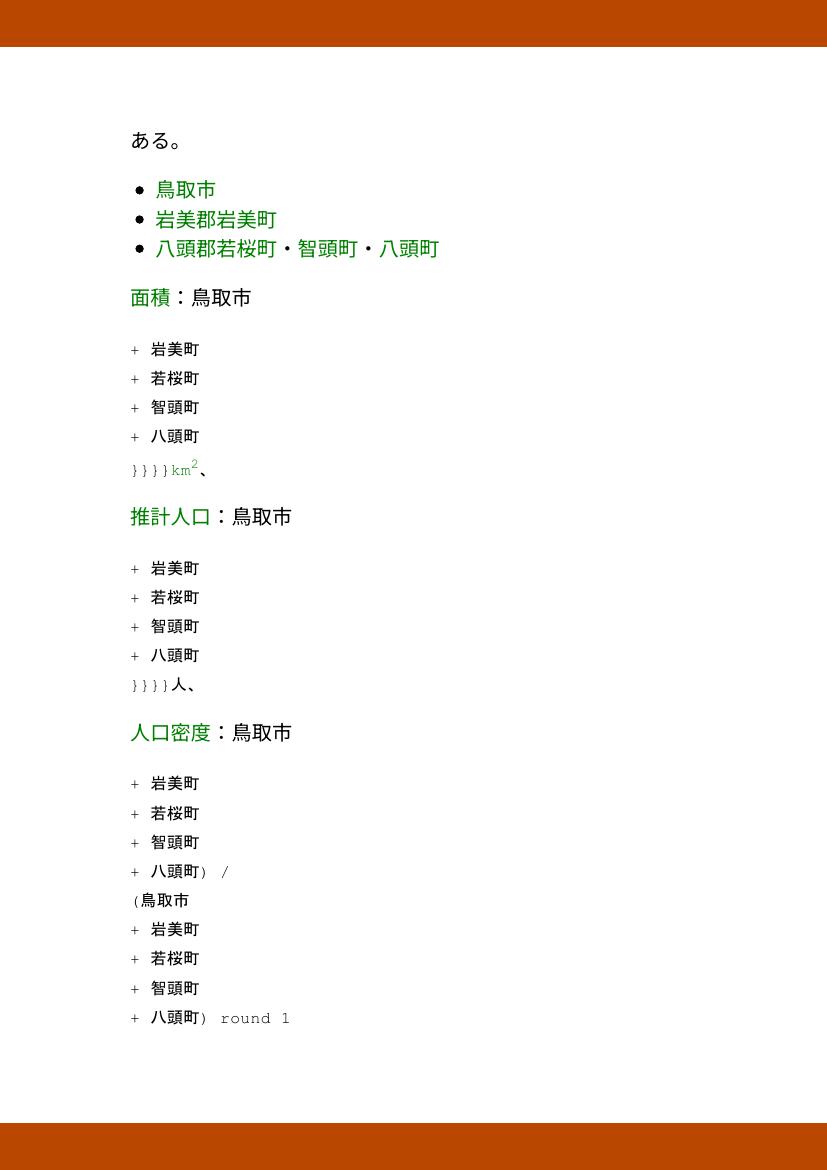 ある。
• 鳥取市
• 岩美郡岩美町
• 八頭郡若桜町・智頭町・八頭町
面積：鳥取市
+ 岩美町
+ 若桜町
+ 智頭町
+ 八頭町
}}}}km²、
推計人口：鳥取市
+ 岩美町
+ 若桜町
+ 智頭町
+ 八頭町
}}}}人、
人口密度：鳥取市
+ 岩美町
+ 若桜町
+ 智頭町
+ 八頭町) /
(鳥取市
+ 岩美町
+ 若桜町
+ 智頭町
+ 八頭町) round 1